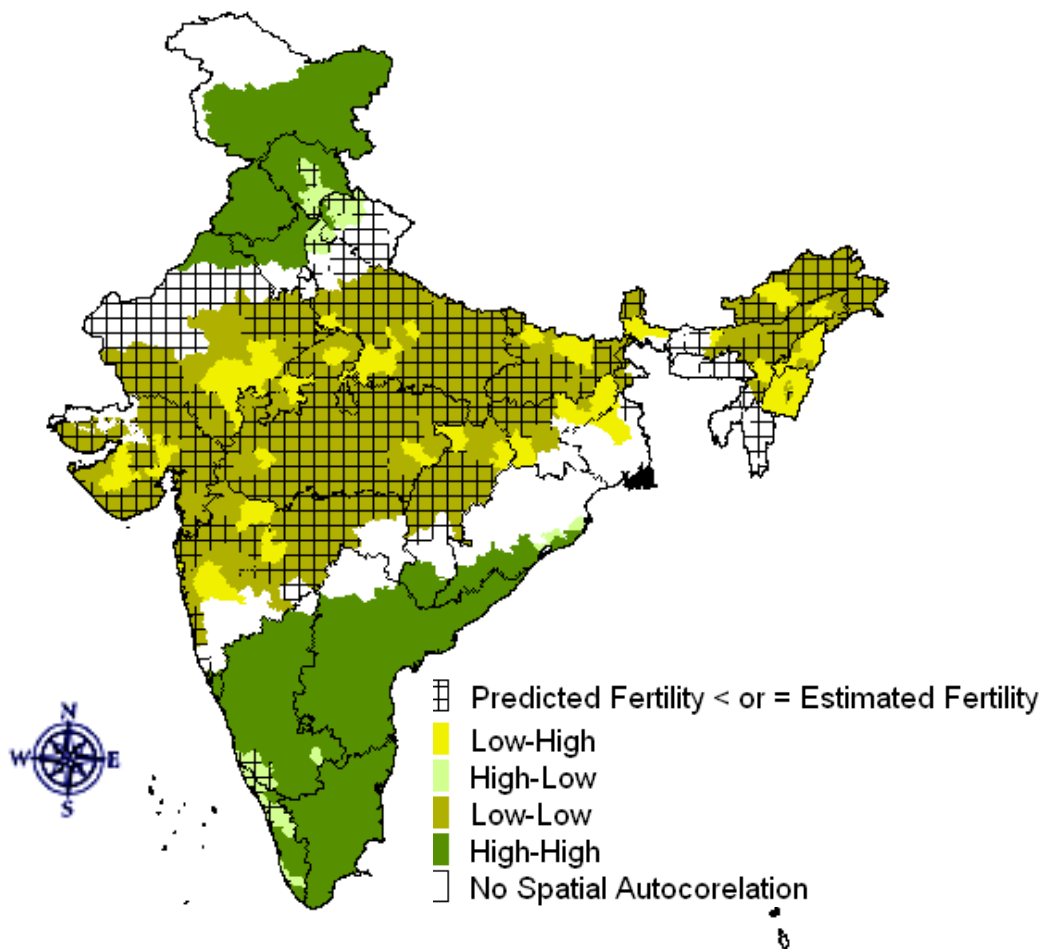 Predicted Fertility < or = Estimated Fertility
Low-High
High-Low
Low-Low
High-High
No Spatial Autocorelation
N
W E
S